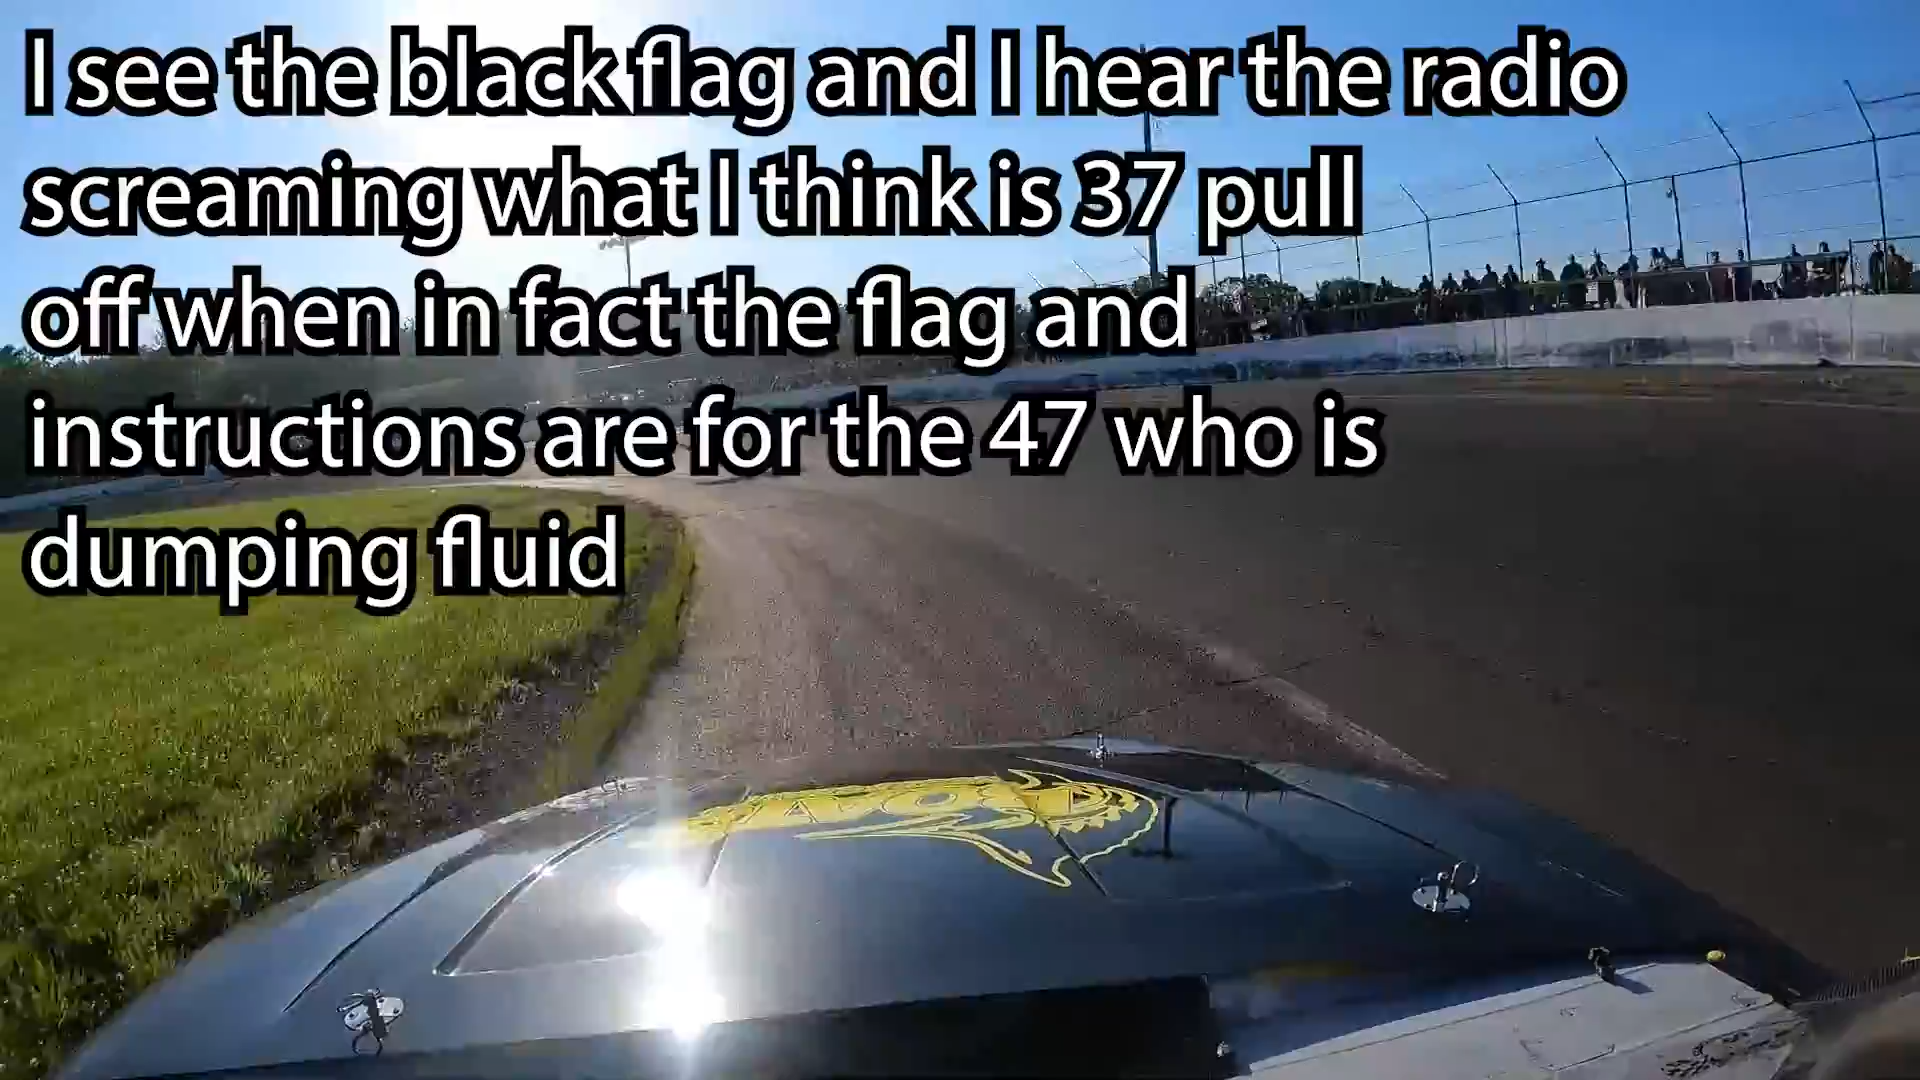 I see the black flag and I hear the radio
screaming what I think is 37 pull
off when in fact the flag and
instructions are for the 47 who is
dumping fluid